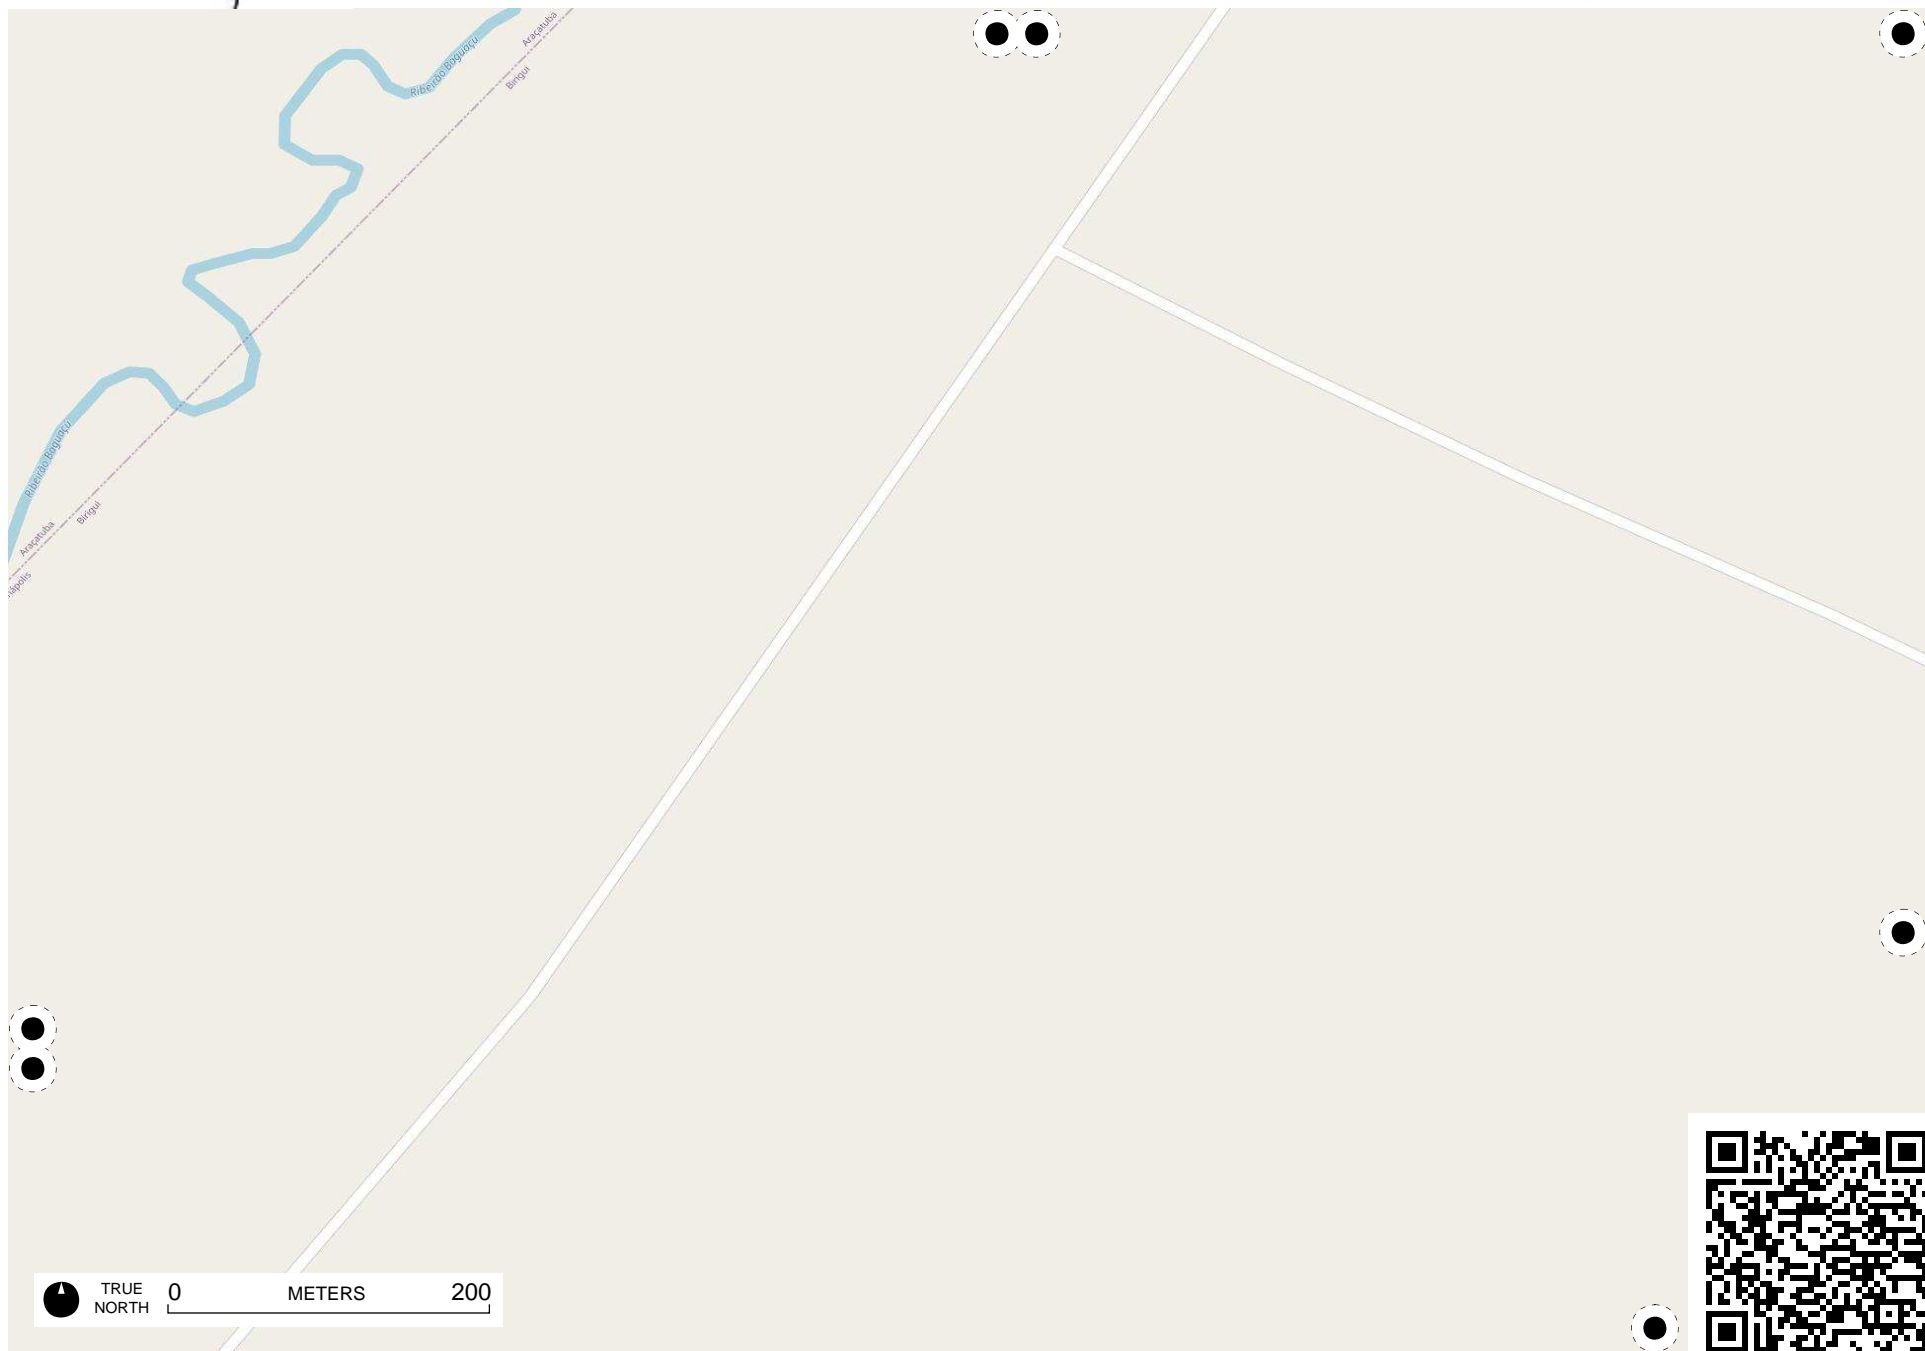 Araçatuba
Ribeirão Baguaçu
Birigui
Ribeirão Baguaçu
Birigui
Araçatuba
TRUE
NORTH
0 METERS 200